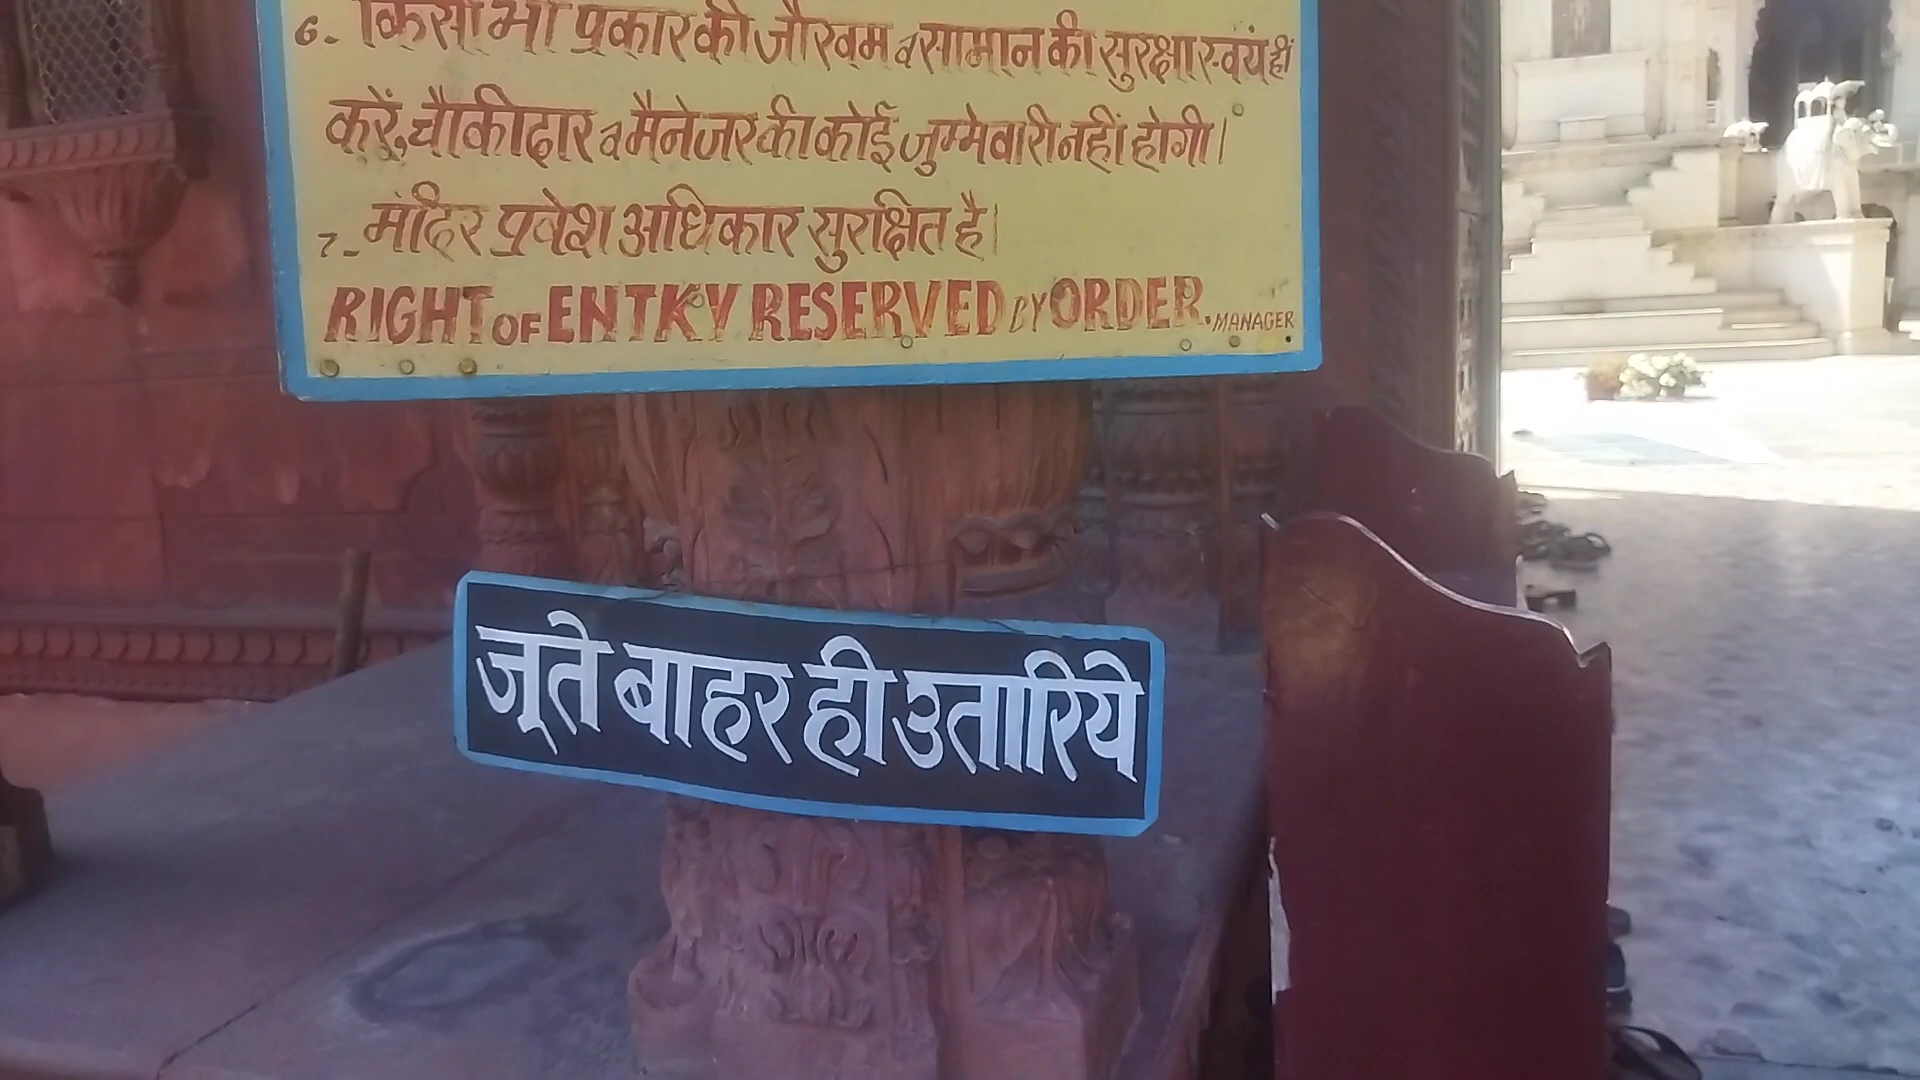 6- किसी भी प्रकार की जौखम व सामान की सुरक्षा स्वयं ही
करें, चौकीदार व मैनेजर की कोई जुम्मेवारी नहीं होगी।
7- मंदिर प्रवेश अधिकार सुरक्षित है।
RIGHT OF ENTRY RESERVED BY ORDER. MANAGER
जूते बाहर ही उतारिये